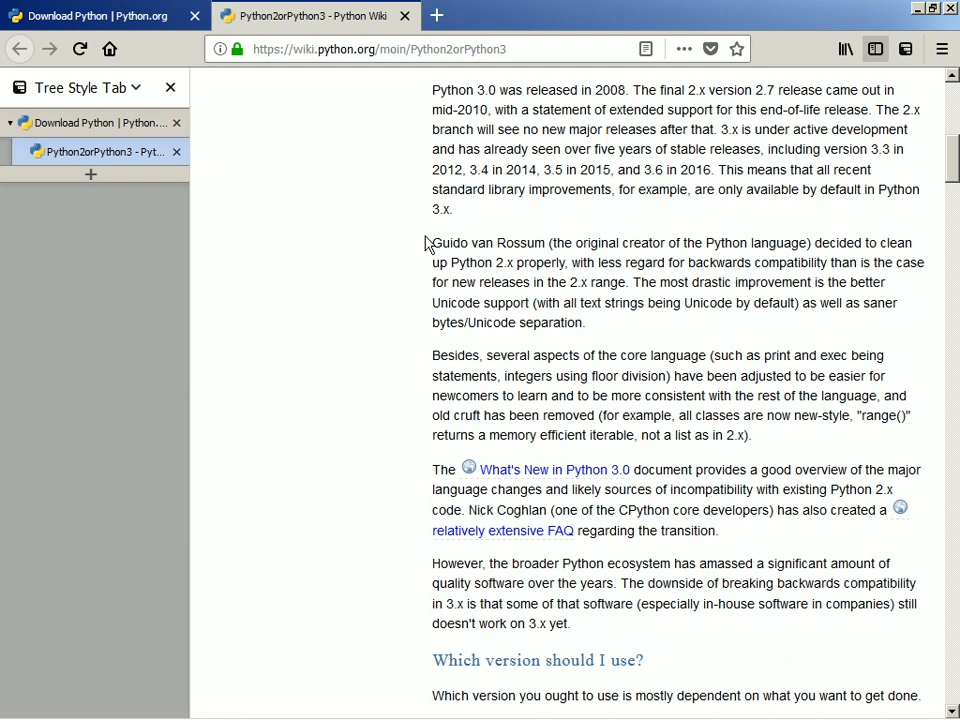 Download Python | Python.org
Python2orPython3 - Python Wiki
https://wiki.python.org/moin/Python2orPython3
Tree Style Tab
Download Python | Python....
Python2orPython3 - Pyt...
Python 3.0 was released in 2008. The final 2.x version 2.7 release came out in
mid-2010, with a statement of extended support for this end-of-life release. The 2.x
branch will see no new major releases after that. 3.x is under active development
and has already seen over five years of stable releases, including version 3.3 in
2012, 3.4 in 2014, 3.5 in 2015, and 3.6 in 2016. This means that all recent
standard library improvements, for example, are only available by default in Python
3.x.
Guido van Rossum (the original creator of the Python language) decided to clean
up Python 2.x properly, with less regard for backwards compatibility than is the case
for new releases in the 2.x range. The most drastic improvement is the better
Unicode support (with all text strings being Unicode by default) as well as saner
bytes/Unicode separation.
Besides, several aspects of the core language (such as print and exec being
statements, integers using floor division) have been adjusted to be easier for
newcomers to learn and to be more consistent with the rest of the language, and
old cruft has been removed (for example, all classes are now new-style, "range()"
returns a memory efficient iterable, not a list as in 2.x).
The What's New in Python 3.0 document provides a good overview of the major
language changes and likely sources of incompatibility with existing Python 2.x
code. Nick Coghlan (one of the CPython core developers) has also created a
relatively extensive FAQ regarding the transition.
However, the broader Python ecosystem has amassed a significant amount of
quality software over the years. The downside of breaking backwards compatibility
in 3.x is that some of that software (especially in-house software in companies) still
doesn't work on 3.x yet.
Which version should I use?
Which version you ought to use is mostly dependent on what you want to get done.